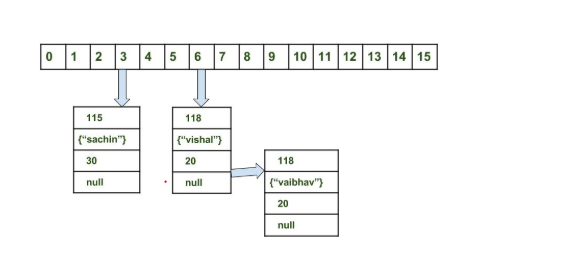 0 1 2 3 4 5 6 7 8 9 10 11 12 13 14 15
115
{“sachin”}
30
null
118
{“vishal”}
20
null
118
{“vaibhav”}
20
null